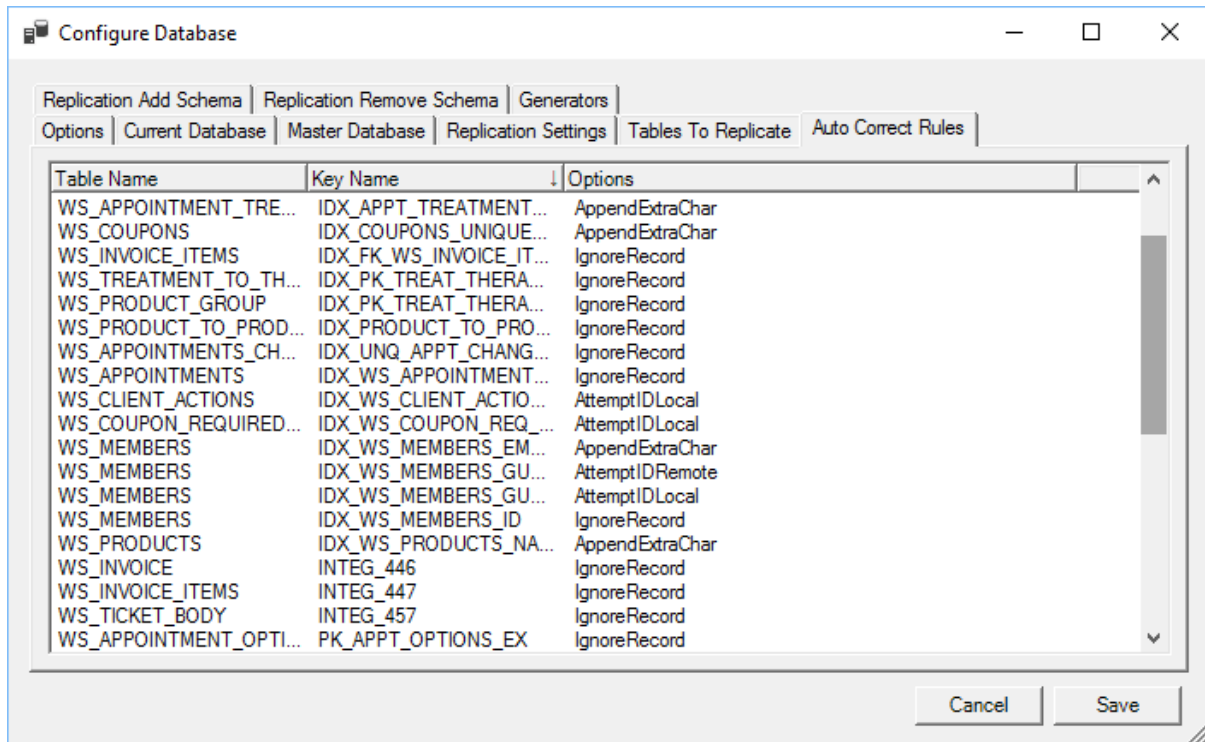 Configure Database
Replication Add Schema Replication Remove Schema Generators
Options Current Database Master Database Replication Settings Tables To Replicate Auto Correct Rules
Table Name Key Name ↓ Options
WS_APPOINTMENT_TRE... IDX_APPT_TREATMENT... AppendExtraChar
WS_COUPONS IDX_COUPONS_UNIQUE... AppendExtraChar
WS_INVOICE_ITEMS IDX_FK_WS_INVOICE_IT... IgnoreRecord
WS_TREATMENT_TO_TH... IDX_PK_TREAT_THERA... IgnoreRecord
WS_PRODUCT_GROUP IDX_PK_TREAT_THERA... IgnoreRecord
WS_PRODUCT_TO_PROD... IDX_PRODUCT_TO_PRO... IgnoreRecord
WS_APPOINTMENTS_CH... IDX_UNQ_APPT_CHANG... IgnoreRecord
WS_APPOINTMENTS IDX_WS_APPOINTMENT... IgnoreRecord
WS_CLIENT_ACTIONS IDX_WS_CLIENT_ACTIO... AttemptIDLocal
WS_COUPON_REQUIRED... IDX_WS_COUPON_REQ_... AttemptIDLocal
WS_MEMBERS IDX_WS_MEMBERS_EM... AppendExtraChar
WS_MEMBERS IDX_WS_MEMBERS_GU... AttemptIDRemote
WS_MEMBERS IDX_WS_MEMBERS_GU... AttemptIDLocal
WS_MEMBERS IDX_WS_MEMBERS_ID IgnoreRecord
WS_PRODUCTS IDX_WS_PRODUCTS_NA... AppendExtraChar
WS_INVOICE INTEG_446 IgnoreRecord
WS_INVOICE_ITEMS INTEG_447 IgnoreRecord
WS_TICKET_BODY INTEG_457 IgnoreRecord
WS_APPOINTMENT_OPTI... PK_APPT_OPTIONS_EX IgnoreRecord
Cancel Save